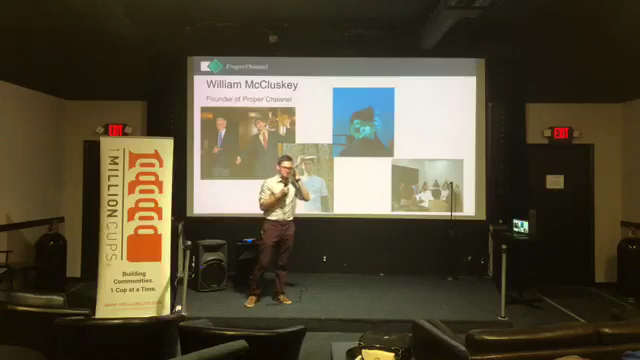 Proper Channel
William McCluskey
Founder of Proper Channel
EXIT
EXIT
1 MILLION CUPS
Building
Communities.
1 Cup at a Time.